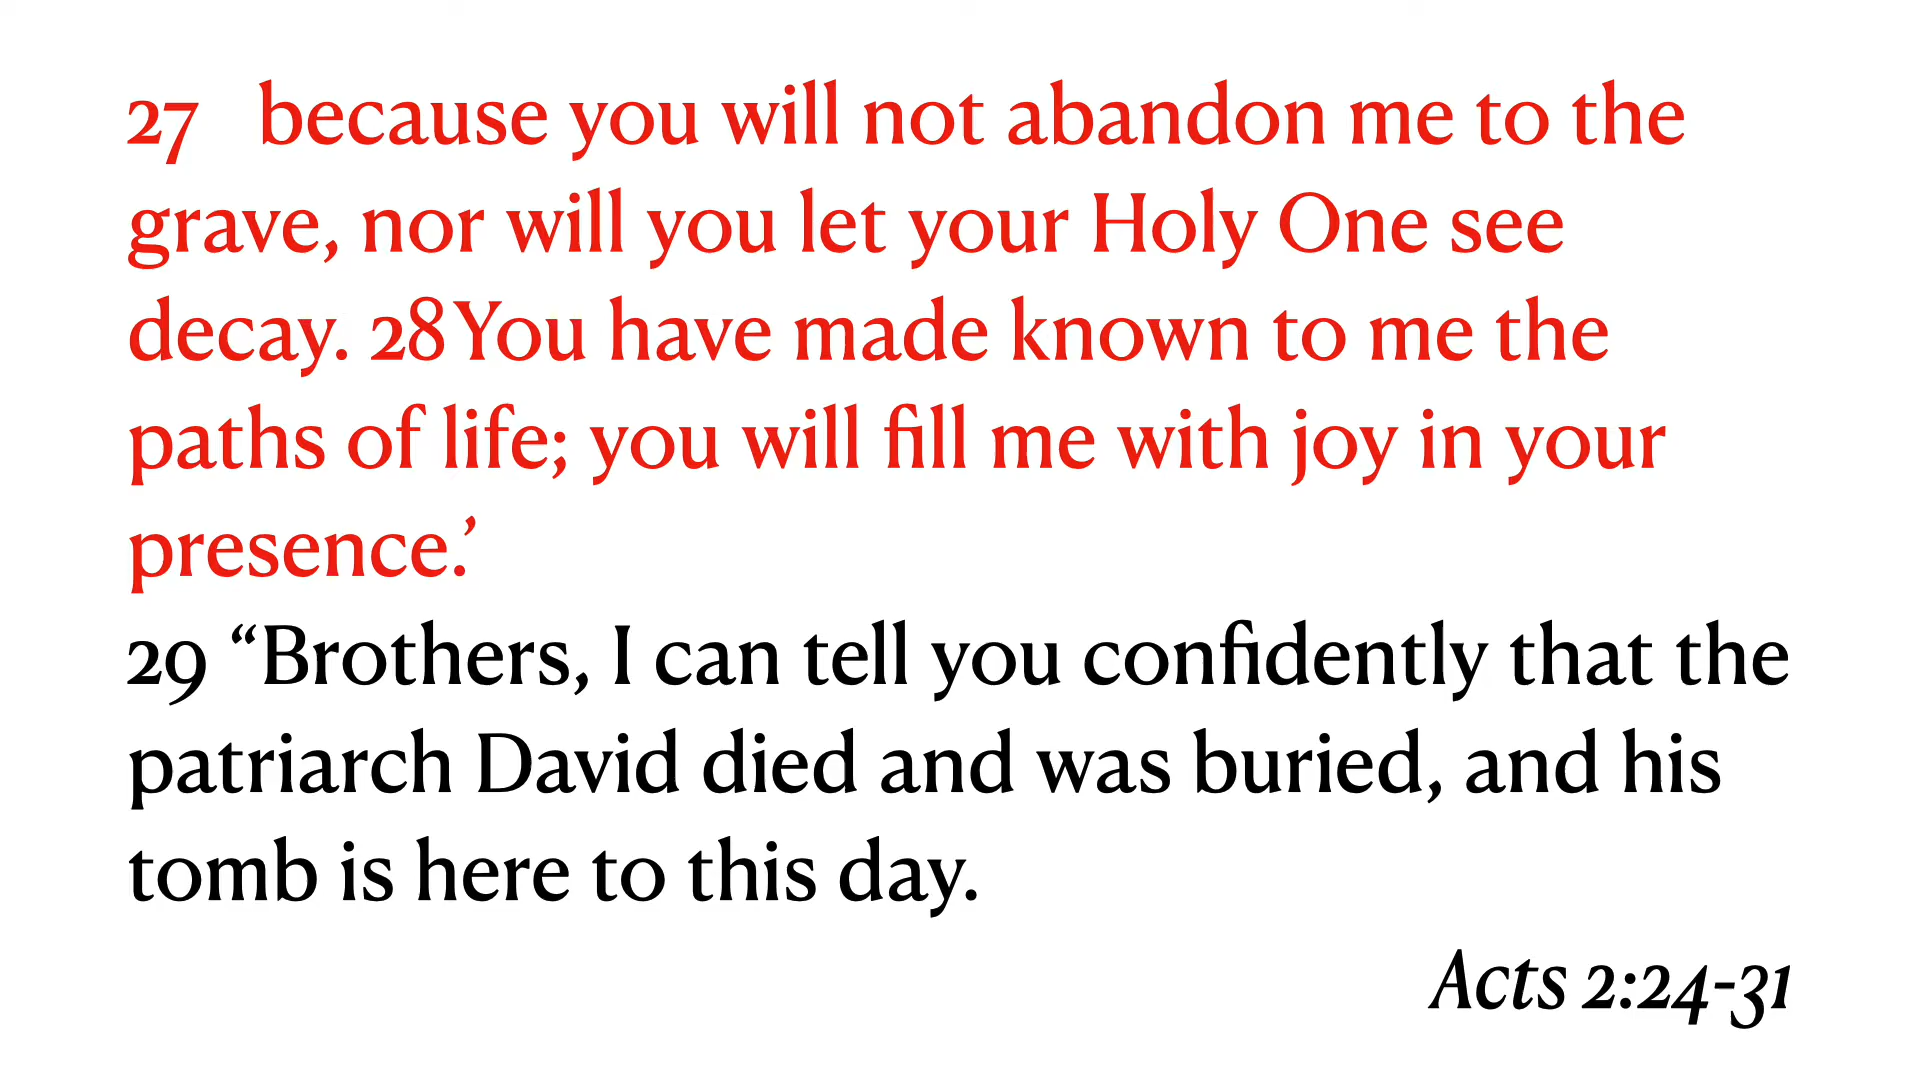 27 because you will not abandon me to the
grave, nor will you let your Holy One see
decay. 28 You have made known to me the
paths of life; you will fill me with joy in your
presence.’
29 “Brothers, I can tell you confidently that the
patriarch David died and was buried, and his
tomb is here to this day.
Acts 2:24-31